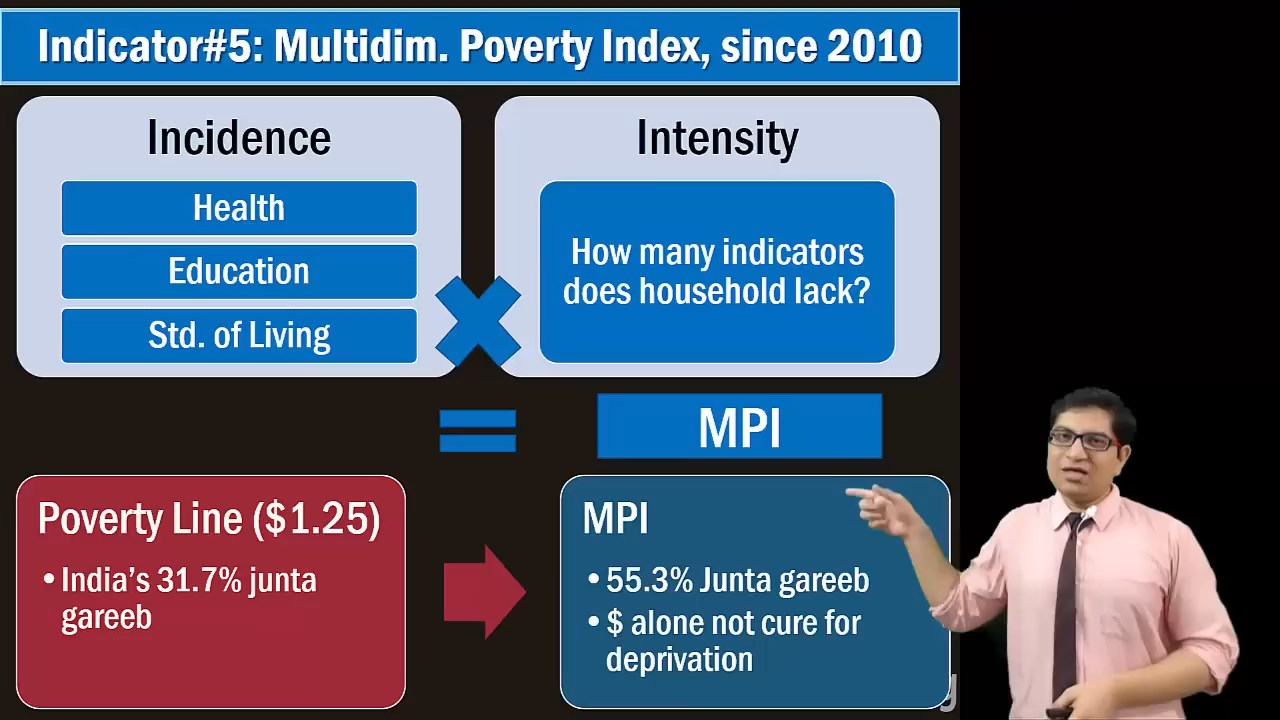 Indicator#5: Multidim. Poverty Index, since 2010
Incidence
Health
Education
Std. of Living
Intensity
How many indicators
does household lack?
MPI
Poverty Line ($1.25)
• India's 31.7% junta
gareeb
MPI
• 55.3% Junta gareeb
• $ alone not cure for
deprivation